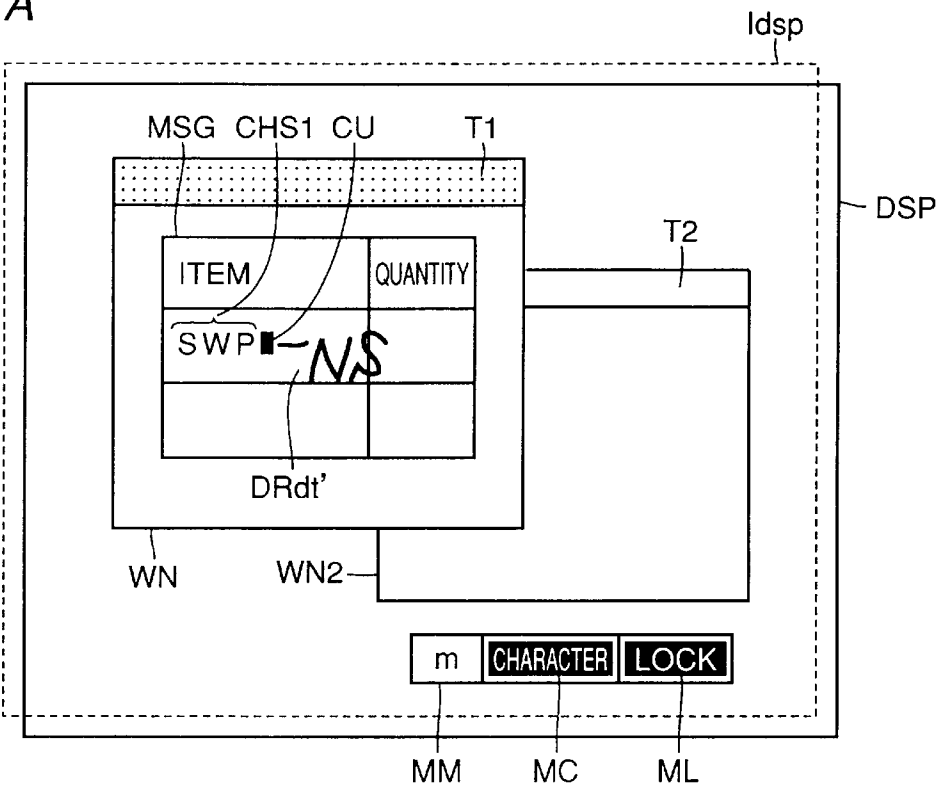 A
Idsp
MSG CHS1 CU T1
DSP
T2
ITEM QUANTITY
SWP -NS
DRdt'
WN
WN2
m CHARACTER LOCK
MM MC ML